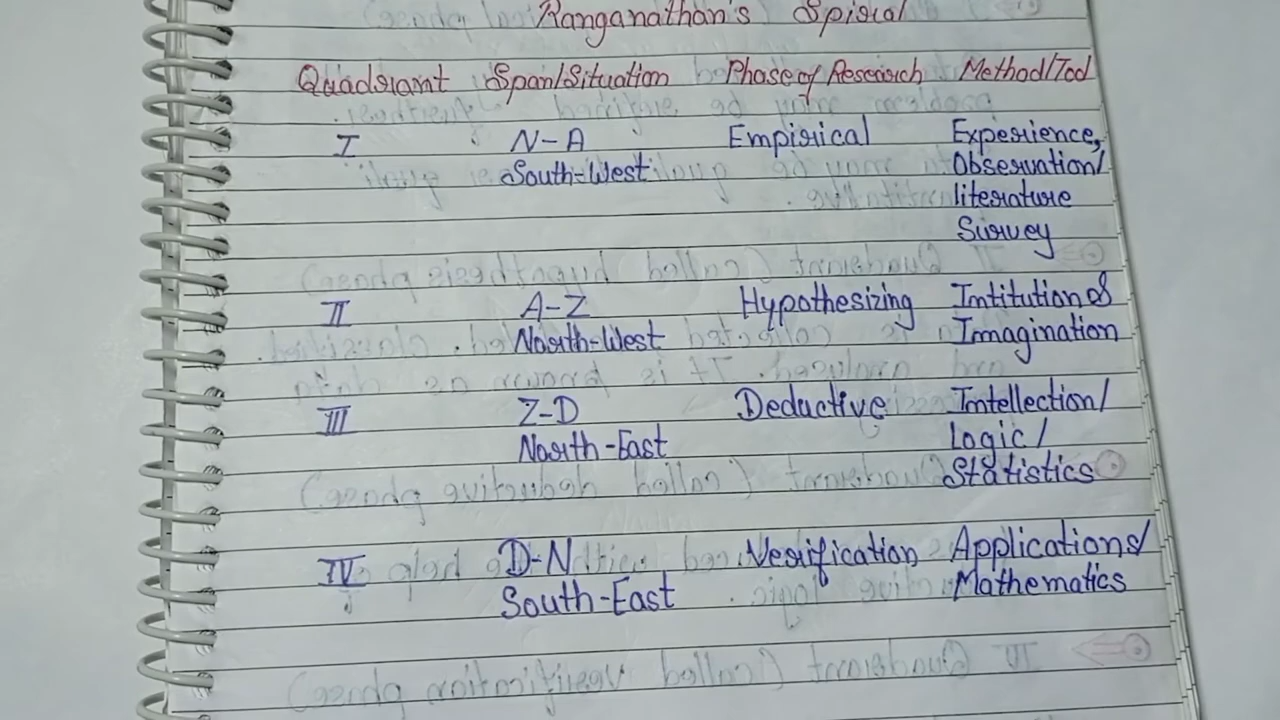 Ranganathan's Spiral
Quadrant Span/Situation Phase of Research Method/Tool
I N-A Empirical Experience,
South-West Observation/
literature
Survey
II A-Z Hypothesizing Intitution &
North-West Imagination
III Z-D Deductive Intellection/
North-East Logic/
Statistics
IV D-N Verification Applications/
South-East Mathematics